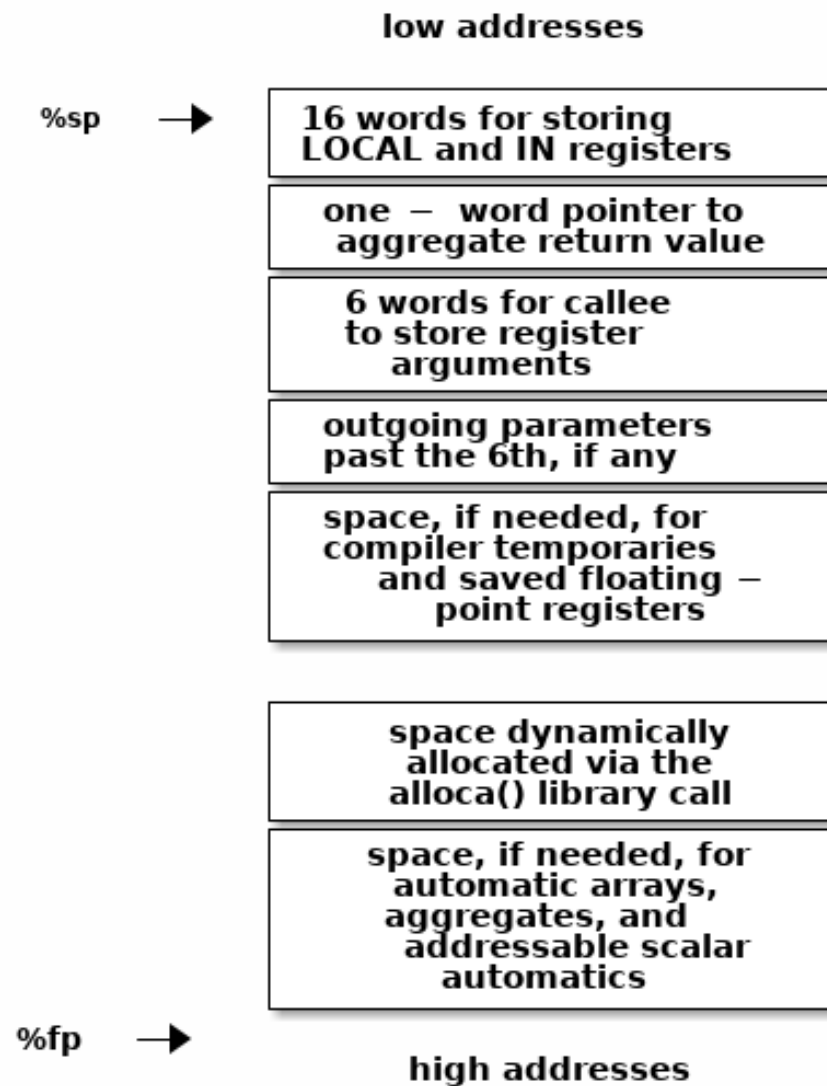 low addresses
%sp
16 words for storing
LOCAL and IN registers
one − word pointer to
aggregate return value
6 words for callee
to store register
arguments
outgoing parameters
past the 6th, if any
space, if needed, for
compiler temporaries
and saved floating −
point registers
space dynamically
allocated via the
alloca() library call
space, if needed, for
automatic arrays,
aggregates, and
addressable scalar
automatics
%fp
high addresses